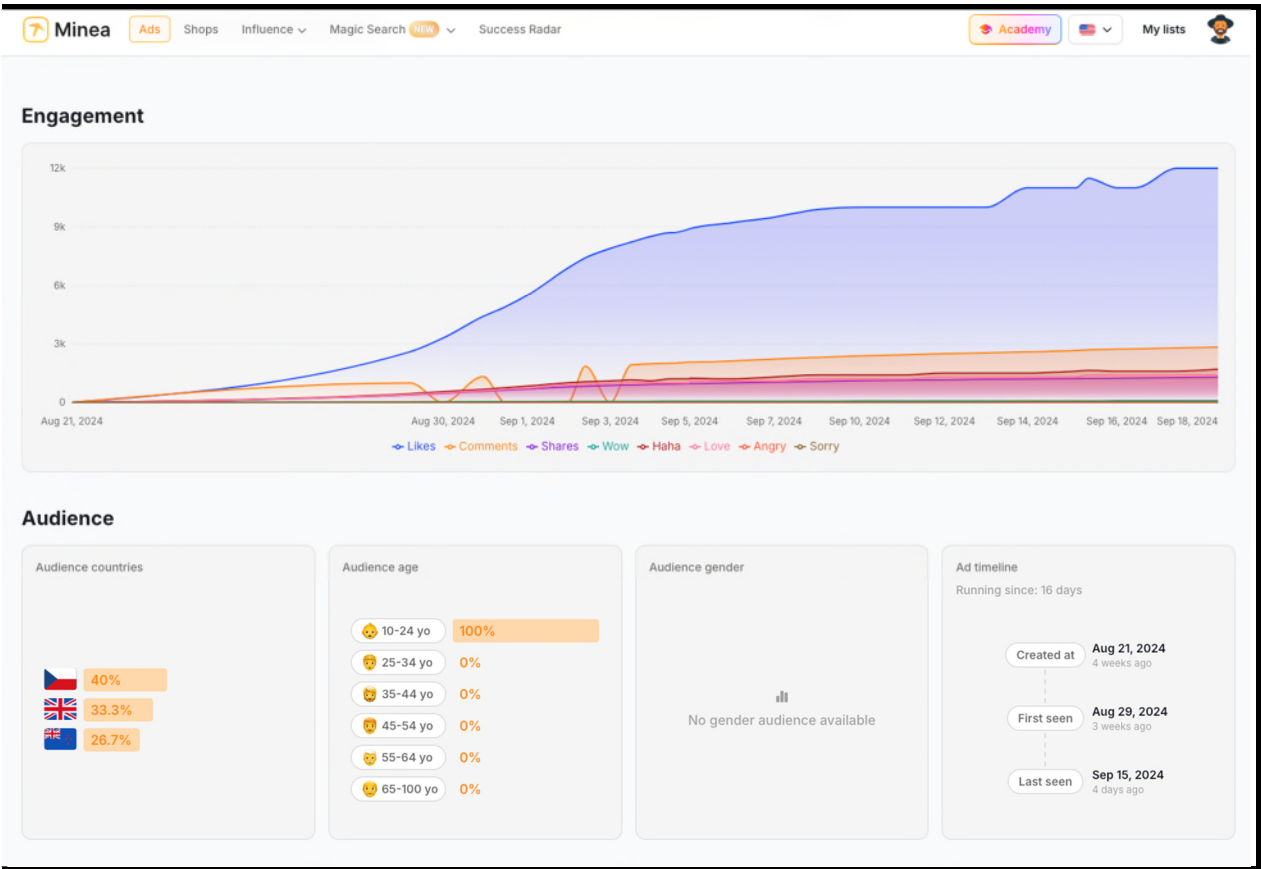 Minea Ads Shops Influence Magic Search NEW Success Radar Academy My lists
Engagement
12k
9k
6k
3k
0
Aug 21, 2024 Aug 30, 2024 Sep 1, 2024 Sep 3, 2024 Sep 5, 2024 Sep 7, 2024 Sep 10, 2024 Sep 12, 2024 Sep 14, 2024 Sep 16, 2024 Sep 18, 2024
Likes Comments Shares Wow Haha Love Angry Sorry
Audience
Audience countries
40%
33.3%
26.7%
Audience age
10-24 yo 100%
25-34 yo 0%
35-44 yo 0%
45-54 yo 0%
55-64 yo 0%
65-100 yo 0%
Audience gender
No gender audience available
Ad timeline
Running since: 16 days
Created at Aug 21, 2024
4 weeks ago
First seen Aug 29, 2024
3 weeks ago
Last seen Sep 15, 2024
4 days ago